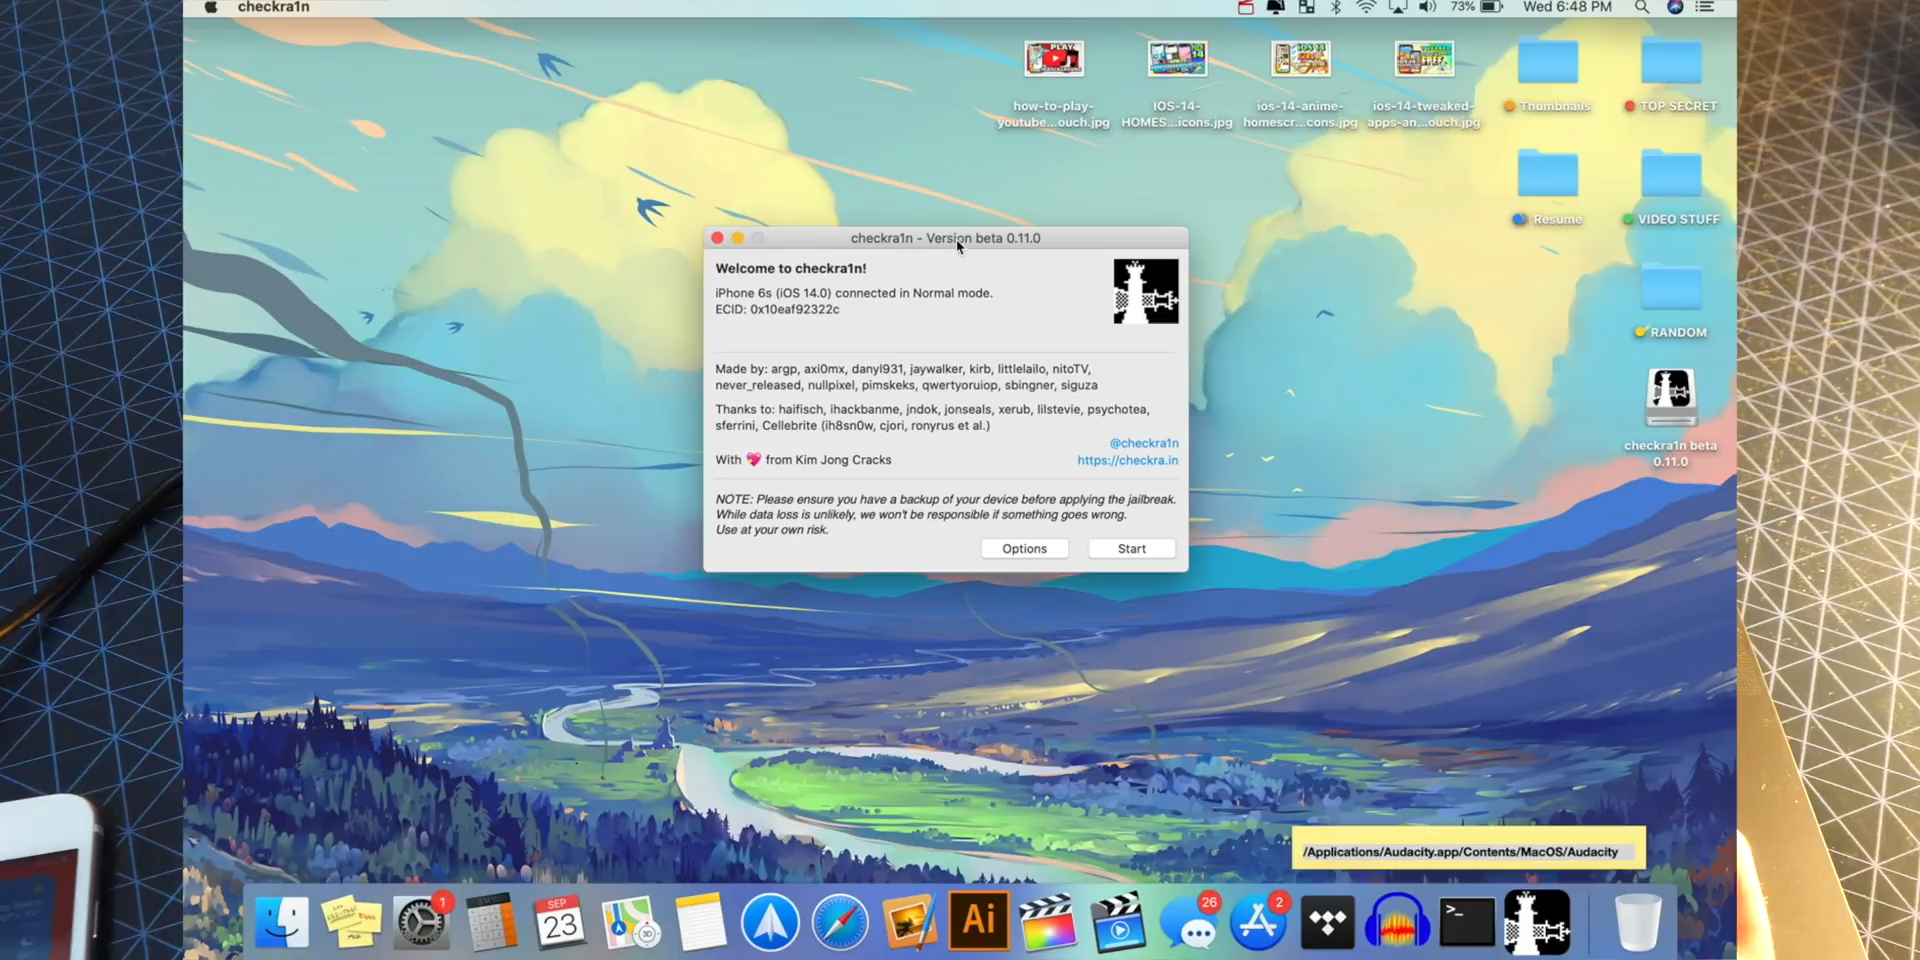 checkra1n
73%
Wed 6:48 PM
how-to-play-
youtube...ouch.jpg
IOS-14-
HOMES...icons.jpg
ios-14-anime-
homescr...cons.jpg
ios-14-tweaked-
apps-an...ouch.jpg
Thumbnails
TOP SECRET
Resume
VIDEO STUFF
RANDOM
checkra1n beta
0.11.0
checkra1n - Version beta 0.11.0
Welcome to checkra1n!
iPhone 6s (iOS 14.0) connected in Normal mode.
ECID: 0x10eaf92322c
Made by: argp, axi0mx, danyl931, jaywalker, kirb, littlelailo, nitoTV,
never_released, nullpixel, pimskeks, qwertyoruiop, sbingner, siguza
Thanks to: haifisch, ihackbanme, jndok, jonseals, xerub, lilstevie, psychotea,
sferrini, Cellebrite (ih8sn0w, cjori, ronyrus et al.)
@checkra1n
With 💖 from Kim Jong Cracks
https://checkra.in
NOTE: Please ensure you have a backup of your device before applying the jailbreak.
While data loss is unlikely, we won't be responsible if something goes wrong.
Use at your own risk.
Options
Start
/Applications/Audacity.app/Contents/MacOS/Audacity
1
SEP
23
3D
Ai
26
2
>_